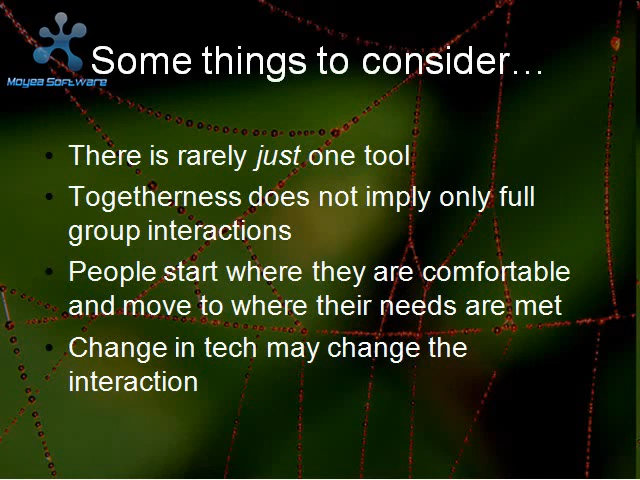 Moyea Software
Some things to consider…
• There is rarely just one tool
• Togetherness does not imply only full
group interactions
• People start where they are comfortable
and move to where their needs are met
• Change in tech may change the
interaction